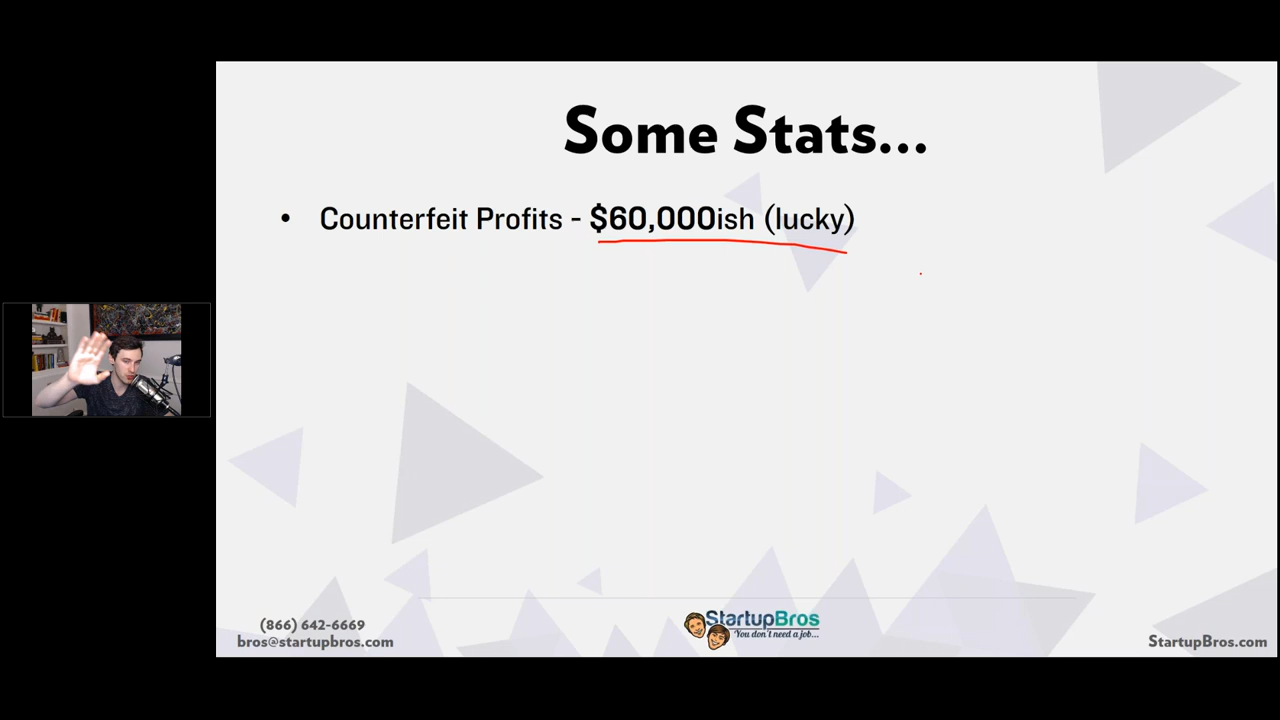 Some Stats...
• Counterfeit Profits - $60,000ish (lucky)
(866) 642-6669
bros@startupbros.com
StartupBros
You don't need a job...
StartupBros.com